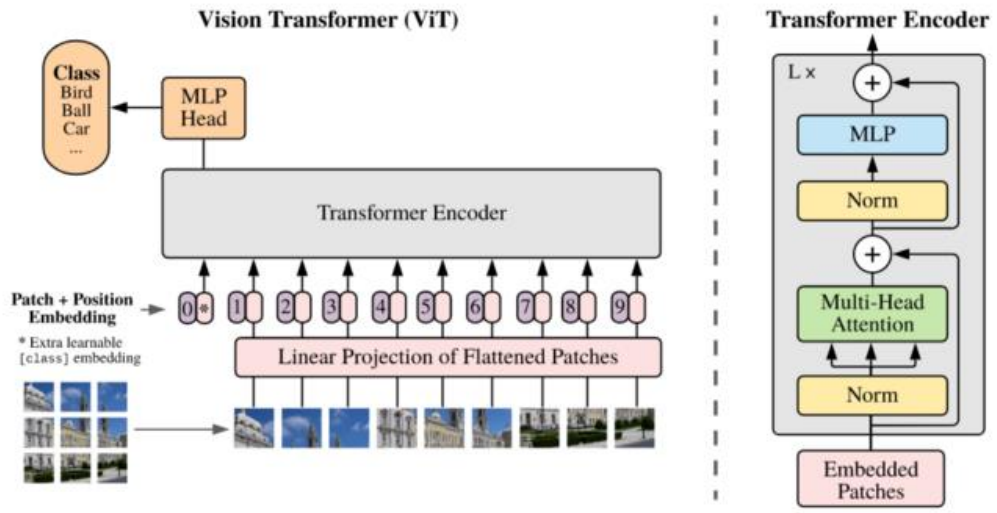 Vision Transformer (ViT)
Class
Bird
Ball
Car
...
MLP
Head
Transformer Encoder
Patch + Position
Embedding
* Extra learnable
[class] embedding
0 *
1
2
3
4
5
6
7
8
9
Linear Projection of Flattened Patches
Transformer Encoder
L ×
+
MLP
Norm
+
Multi-Head
Attention
Norm
Embedded
Patches